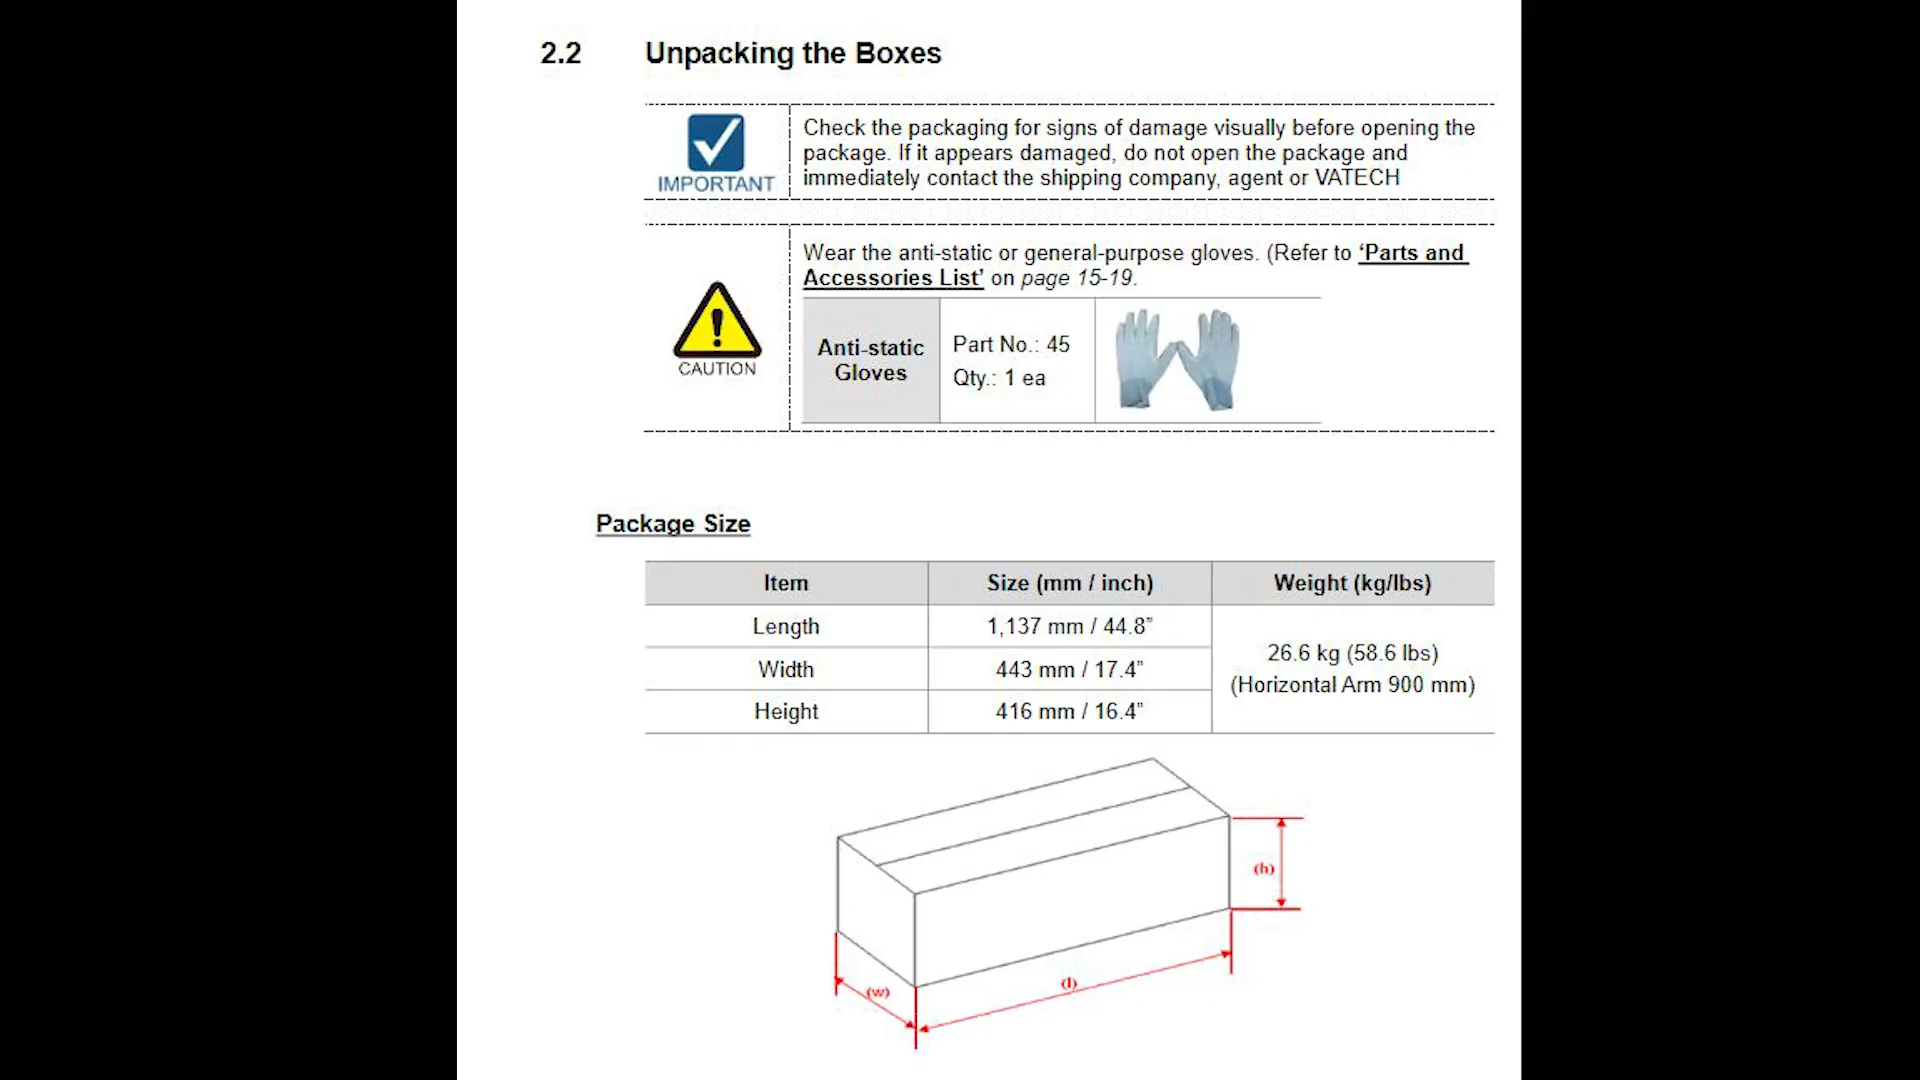 2.2 Unpacking the Boxes
Check the packaging for signs of damage visually before opening the
package. If it appears damaged, do not open the package and
immediately contact the shipping company, agent or VATECH
IMPORTANT
Wear the anti-static or general-purpose gloves. (Refer to ‘Parts and
Accessories List’ on page 15-19.
CAUTION
Anti-static
Gloves
Part No.: 45
Qty.: 1 ea
Package Size
Item Size (mm / inch) Weight (kg/lbs)
Length 1,137 mm / 44.8”
Width 443 mm / 17.4”
Height 416 mm / 16.4”
26.6 kg (58.6 lbs)
(Horizontal Arm 900 mm)
(h)
(l)
(w)